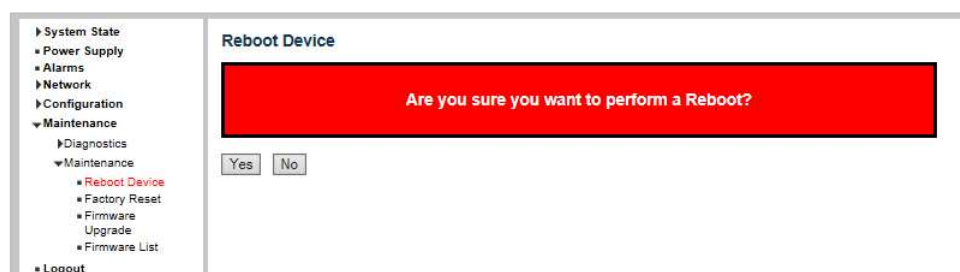 System State
Power Supply
Alarms
Network
Configuration
Maintenance
Diagnostics
Maintenance
Reboot Device
Factory Reset
Firmware
Upgrade
Firmware List
Logout
Reboot Device
Are you sure you want to perform a Reboot?
Yes No